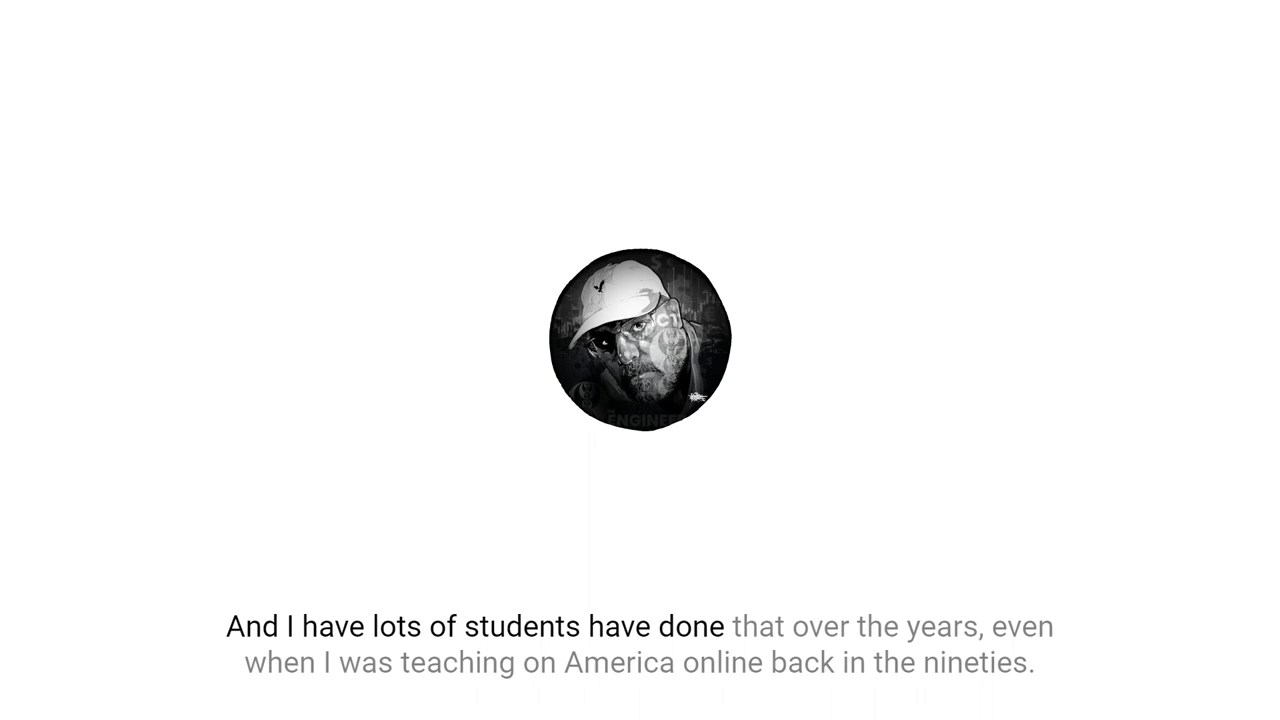 ENGINEE
And I have lots of students have done that over the years, even
when I was teaching on America online back in the nineties.